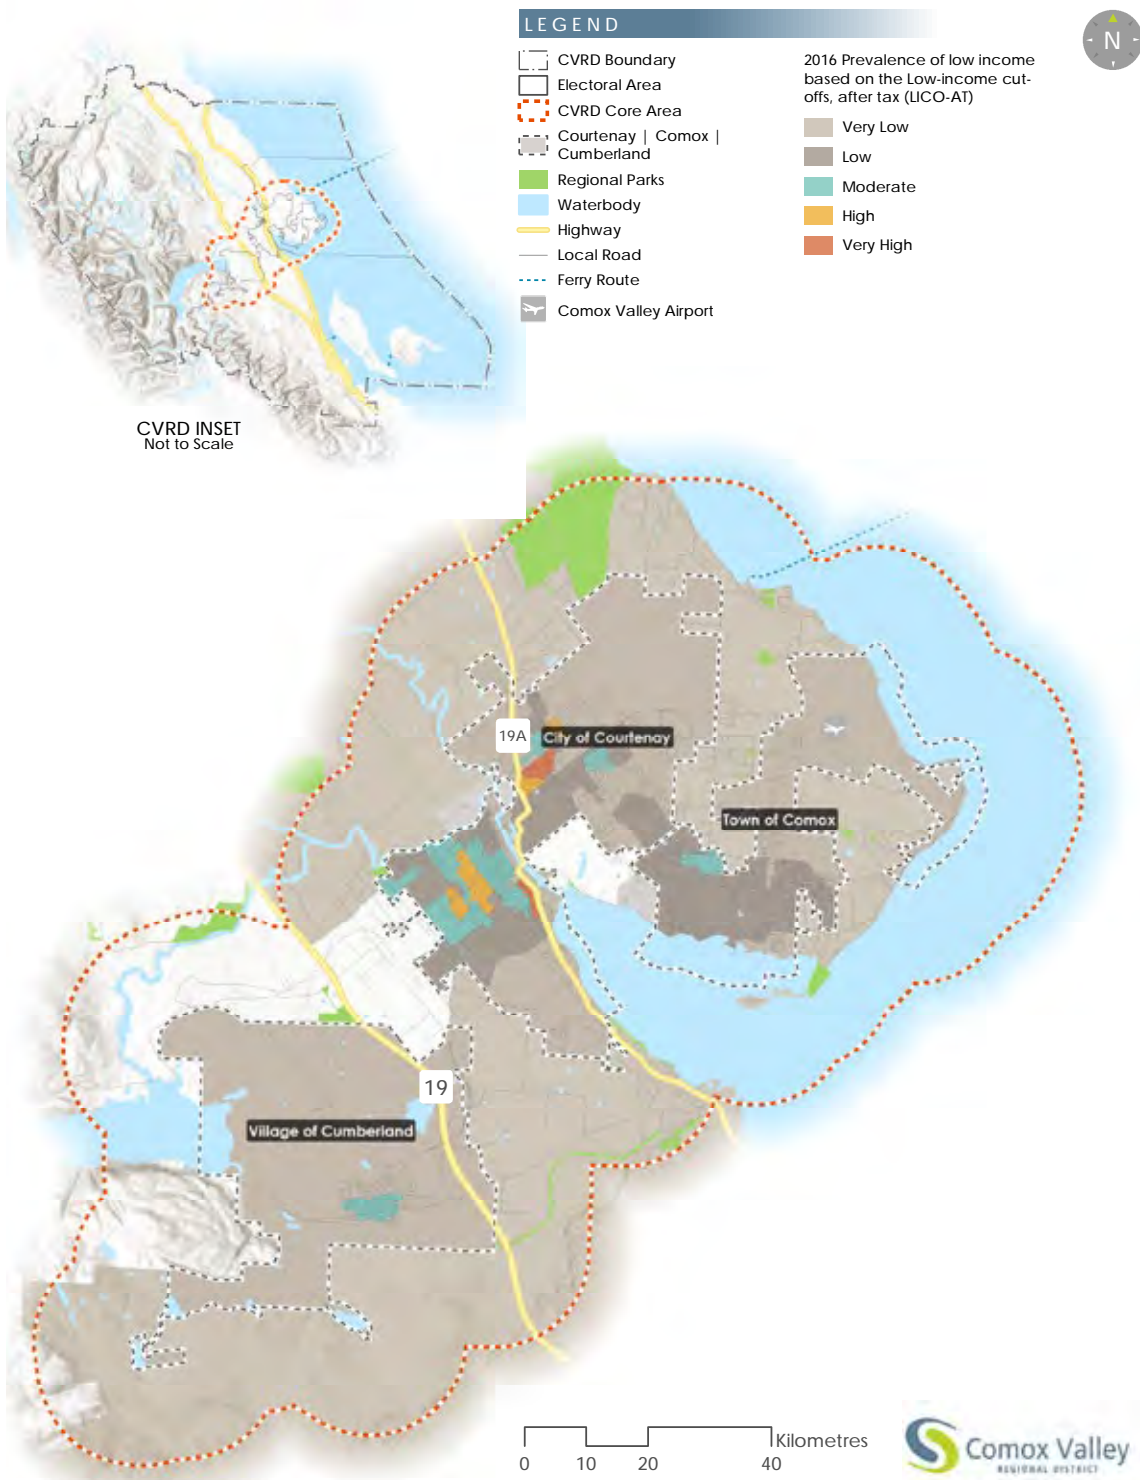 LEGEND
CVRD Boundary
Electoral Area
CVRD Core Area
Courtenay | Comox |
Cumberland
Regional Parks
Waterbody
Highway
Local Road
Ferry Route
Comox Valley Airport
2016 Prevalence of low income
based on the Low-income cut-
offs, after tax (LICO-AT)
Very Low
Low
Moderate
High
Very High
N
CVRD INSET
Not to Scale
19A
City of Courtenay
Town of Comox
19
Village of Cumberland
Kilometres
0 10 20 40
Comox Valley
REGIONAL DISTRICT